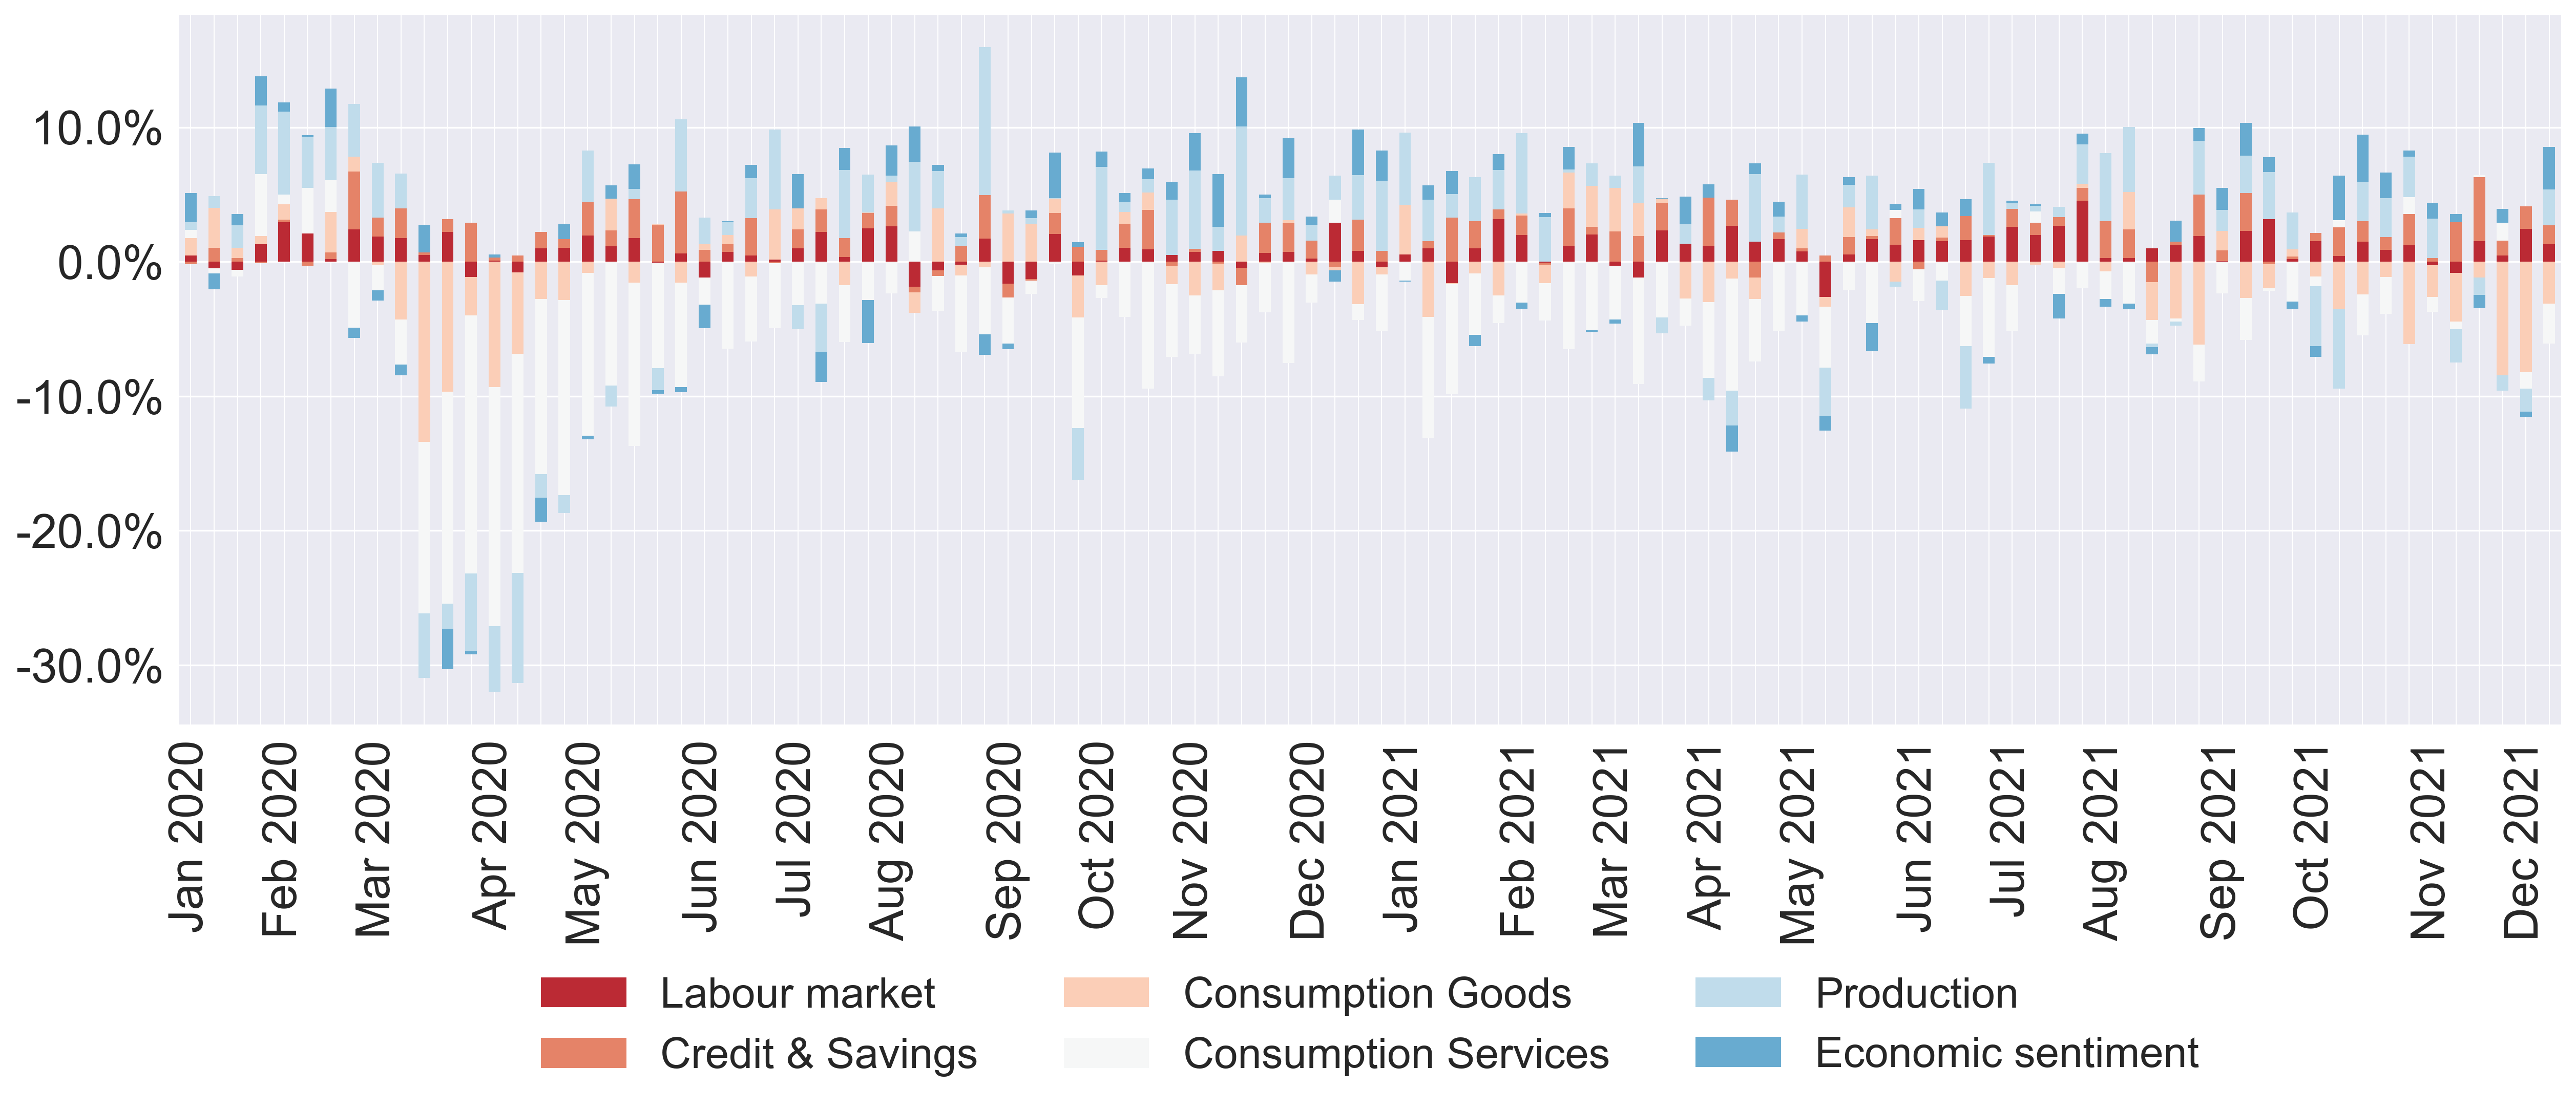 10.0%
0.0%
-10.0%
-20.0%
-30.0%
Jan 2020
Feb 2020
Mar 2020
Apr 2020
May 2020
Jun 2020
Jul 2020
Aug 2020
Sep 2020
Oct 2020
Nov 2020
Dec 2020
Jan 2021
Feb 2021
Mar 2021
Apr 2021
May 2021
Jun 2021
Jul 2021
Aug 2021
Sep 2021
Oct 2021
Nov 2021
Dec 2021
Labour market
Credit & Savings
Consumption Goods
Consumption Services
Production
Economic sentiment